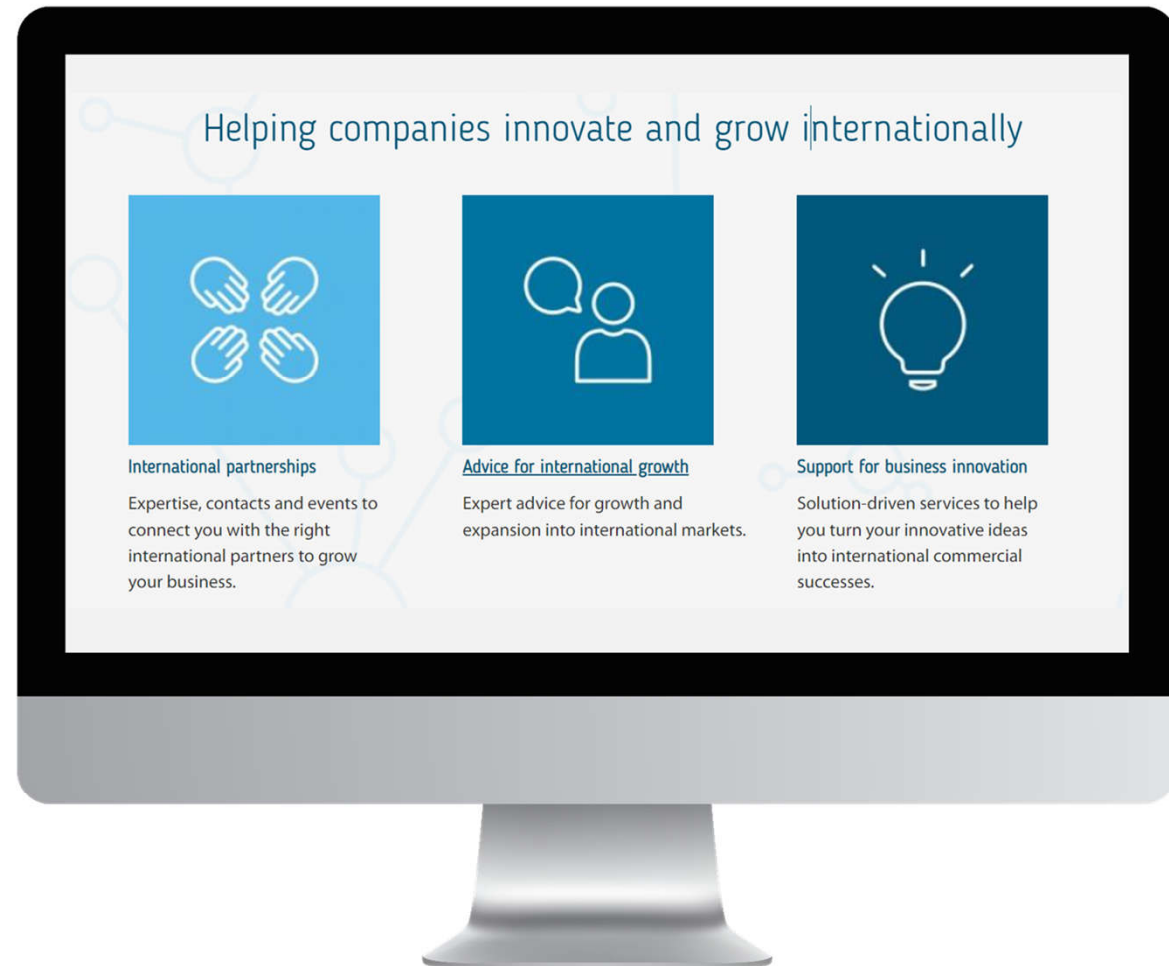 Helping companies innovate and grow internationally
International partnerships
Expertise, contacts and events to
connect you with the right
international partners to grow
your business.
Advice for international growth
Expert advice for growth and
expansion into international markets.
Support for business innovation
Solution-driven services to help
you turn your innovative ideas
into international commercial
successes.